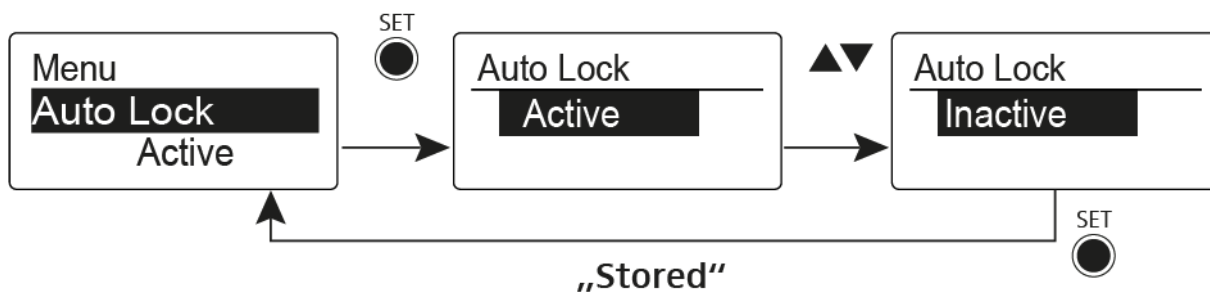 SET
Menu
Auto Lock
Active
Auto Lock
Active
Auto Lock
Inactive
SET
„Stored“